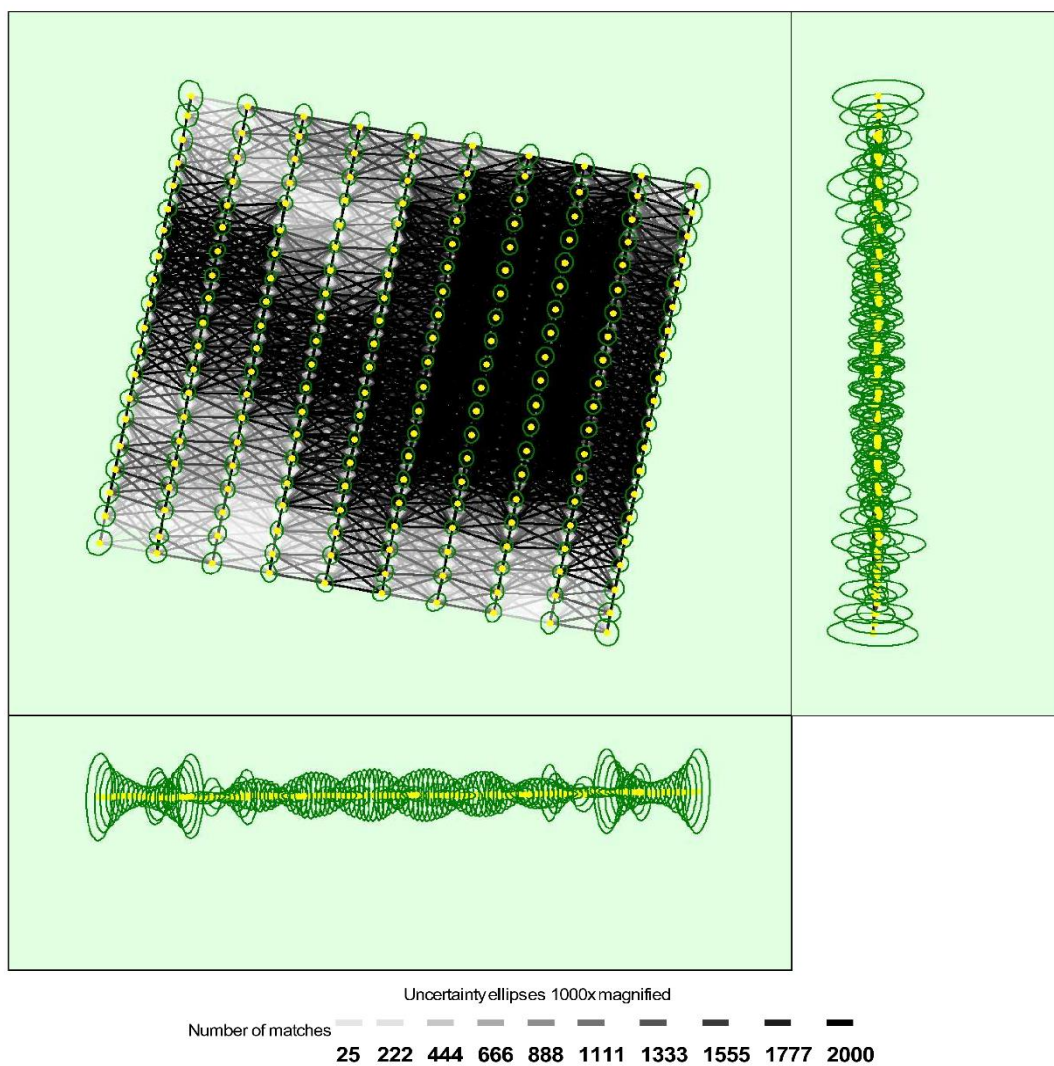 Uncertainty ellipses 1000x magnified
Number of matches
25 222 444 666 888 1111 1333 1555 1777 2000